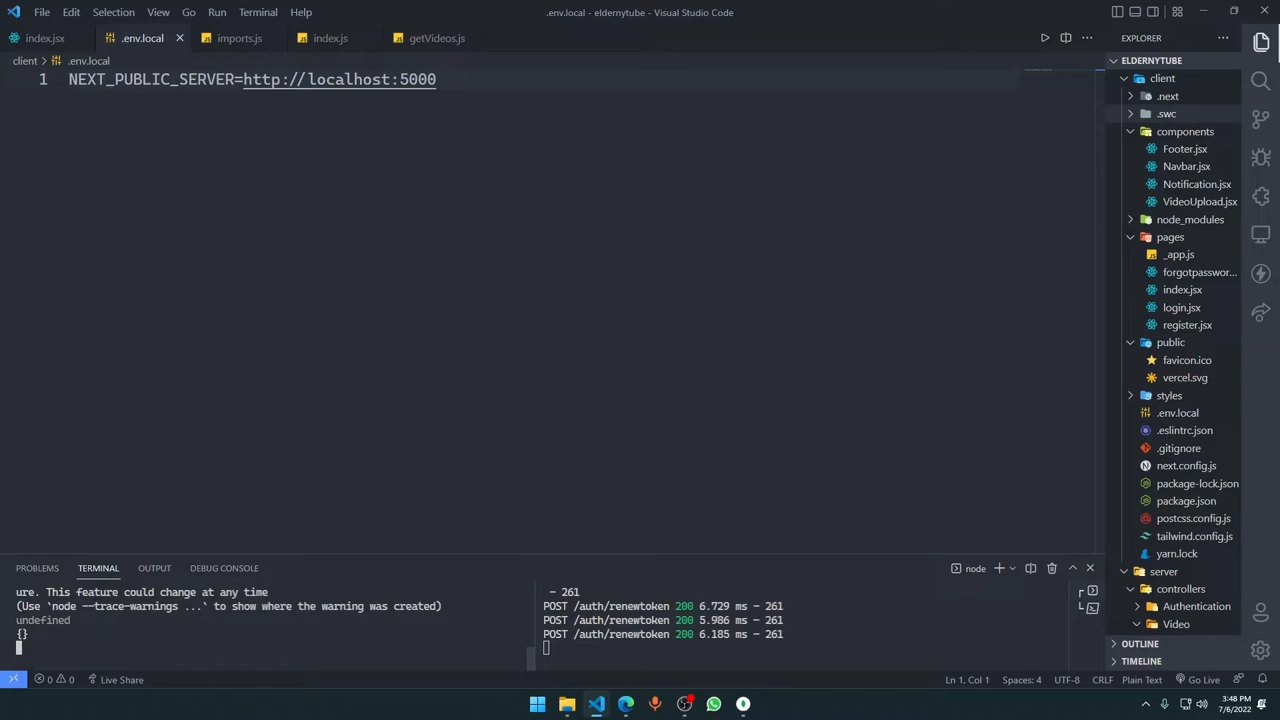 File Edit Selection View Go Run Terminal Help
.env.local - eldernytube - Visual Studio Code
index.jsx
.env.local
imports.js
index.js
getVideos.js
EXPLORER
client > .env.local
1 NEXT_PUBLIC_SERVER=http://localhost:5000
ELDERNYTUBE
client
.next
.swc
components
Footer.jsx
Navbar.jsx
Notification.jsx
VideoUpload.jsx
node_modules
pages
_app.js
forgotpasswor...
index.jsx
login.jsx
register.jsx
public
favicon.ico
vercel.svg
styles
.env.local
.eslintrc.json
.gitignore
next.config.js
package-lock.json
package.json
postcss.config.js
tailwind.config.js
yarn.lock
server
controllers
Authentication
Video
OUTLINE
TIMELINE
PROBLEMS TERMINAL OUTPUT DEBUG CONSOLE
node
ure. This feature could change at any time
(Use `node --trace-warnings ...` to show where the warning was created)
undefined
{}
- 261
POST /auth/renewtoken 200 6.729 ms - 261
POST /auth/renewtoken 200 5.986 ms - 261
POST /auth/renewtoken 200 6.185 ms - 261
0 0 Live Share
Ln 1, Col 1 Spaces: 4 UTF-8 CRLF Plain Text Go Live
3:48 PM
7/6/2022